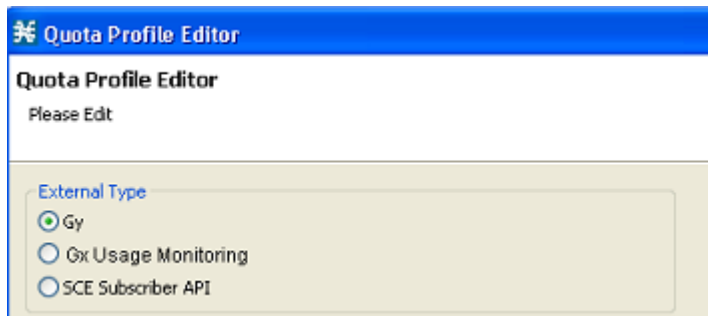 Quota Profile Editor
Quota Profile Editor
Please Edit
External Type
Gy
Gx Usage Monitoring
SCE Subscriber API